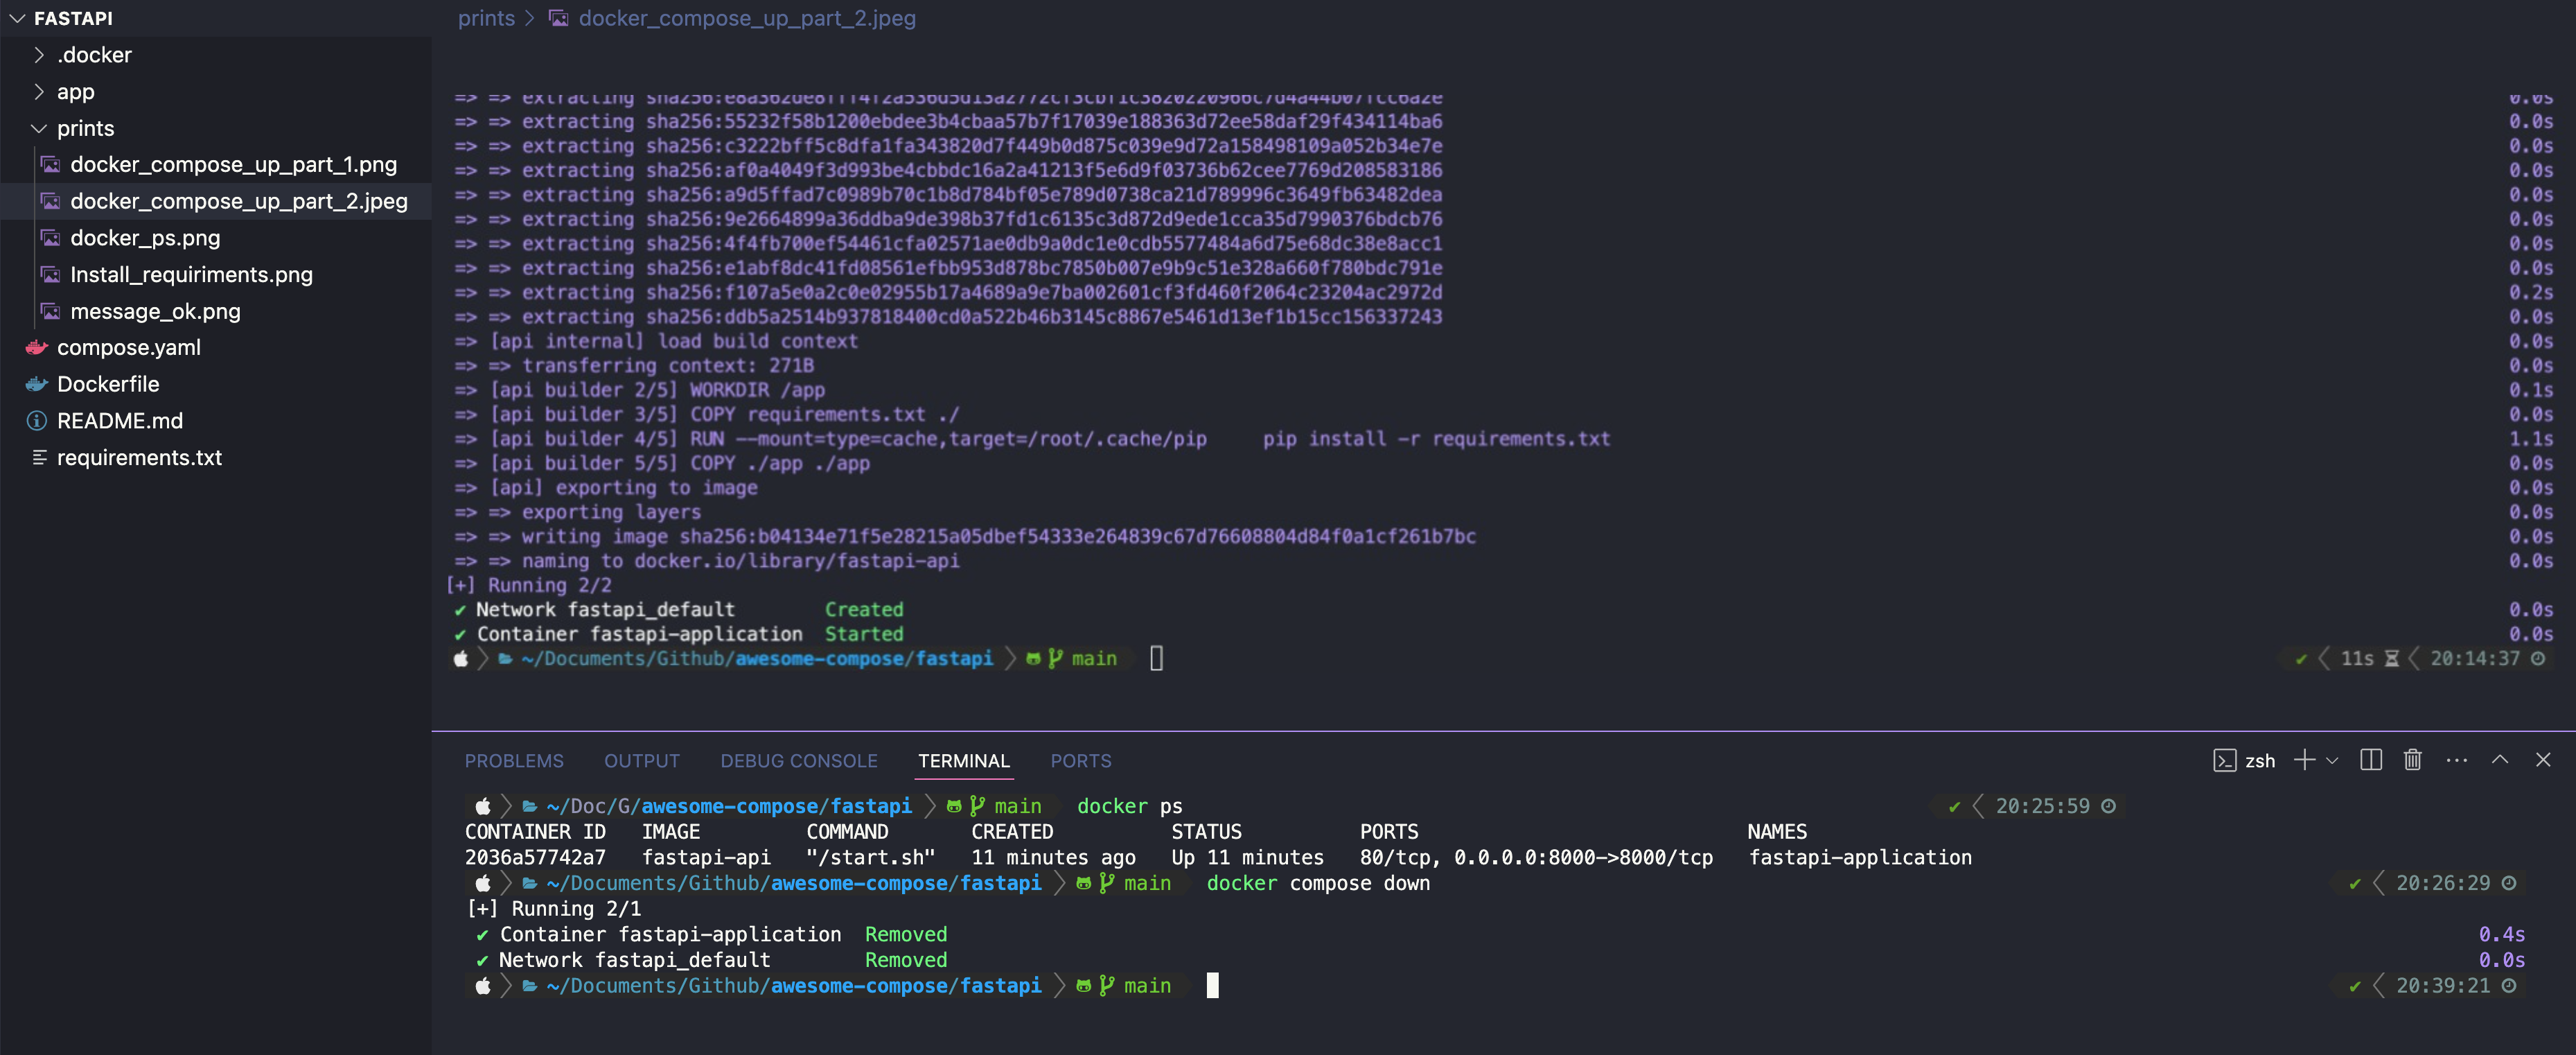 FASTAPI
.docker
app
prints
docker_compose_up_part_1.png
docker_compose_up_part_2.jpeg
docker_ps.png
Install_requiriments.png
message_ok.png
compose.yaml
Dockerfile
README.md
requirements.txt
prints > docker_compose_up_part_2.jpeg
=> => extracting 0.0s
=> => extracting sha256:55232f58b1200ebdee3b4cbaa57b7f17039e188363d72ee58daf29f434114ba6 0.0s
=> => extracting sha256:c3222bff5c8dfa1fa343820d7f449b0d875c039e9d72a158498109a052b34e7e 0.0s
=> => extracting sha256:af0a4049f3d993be4cbbdc16a2a41213f5e6d9f03736b62cee7769d208583186 0.0s
=> => extracting sha256:a9d5ffad7c0989b70c1b8d784bf05e789d0738ca21d789996c3649fb63482dea 0.0s
=> => extracting sha256:9e2664899a36ddba9de398b37fd1c6135c3d872d9ede1cca35d7990376bdcb76 0.0s
=> => extracting sha256:4f4fb700ef54461cfa02571ae0db9a0dc1e0cdb5577484a6d75e68dc38e8acc1 0.0s
=> => extracting sha256:e1abf8dc41fd08561efbb953d878bc7850b007e9b9c51e328a660f780bdc791e 0.0s
=> => extracting sha256:f107a5e0a2c0e02955b17a4689a9e7ba002601cf3fd460f2064c23204ac2972d 0.2s
=> => extracting sha256:ddb5a2514b937818400cd0a522b46b3145c8867e5461d13ef1b15cc156337243 0.0s
=> [api internal] load build context 0.0s
=> => transferring context: 271B 0.0s
=> [api builder 2/5] WORKDIR /app 0.1s
=> [api builder 3/5] COPY requirements.txt ./ 0.0s
=> [api builder 4/5] RUN --mount=type=cache,target=/root/.cache/pip     pip install -r requirements.txt 1.1s
=> [api builder 5/5] COPY ./app ./app 0.0s
=> [api] exporting to image 0.0s
=> => exporting layers 0.0s
=> => writing image sha256:b04134e71f5e28215a05dbef54333e264839c67d76608804d84f0a1cf261b7bc 0.0s
=> => naming to docker.io/library/fastapi-api 0.0s
[+] Running 2/2
✔ Network fastapi_default Created 0.0s
✔ Container fastapi-application Started 0.0s
~/Documents/Github/awesome-compose/fastapi main ✔ 11s 20:14:37
PROBLEMS OUTPUT DEBUG CONSOLE TERMINAL PORTS zsh
~/Doc/G/awesome-compose/fastapi main docker ps ✔ 20:25:59
CONTAINER ID IMAGE COMMAND CREATED STATUS PORTS NAMES
2036a57742a7 fastapi-api "/start.sh" 11 minutes ago Up 11 minutes 80/tcp, 0.0.0.0:8000->8000/tcp fastapi-application
~/Documents/Github/awesome-compose/fastapi main docker compose down ✔ 20:26:29
[+] Running 2/1
✔ Container fastapi-application Removed 0.4s
✔ Network fastapi_default Removed 0.0s
~/Documents/Github/awesome-compose/fastapi main ✔ 20:39:21